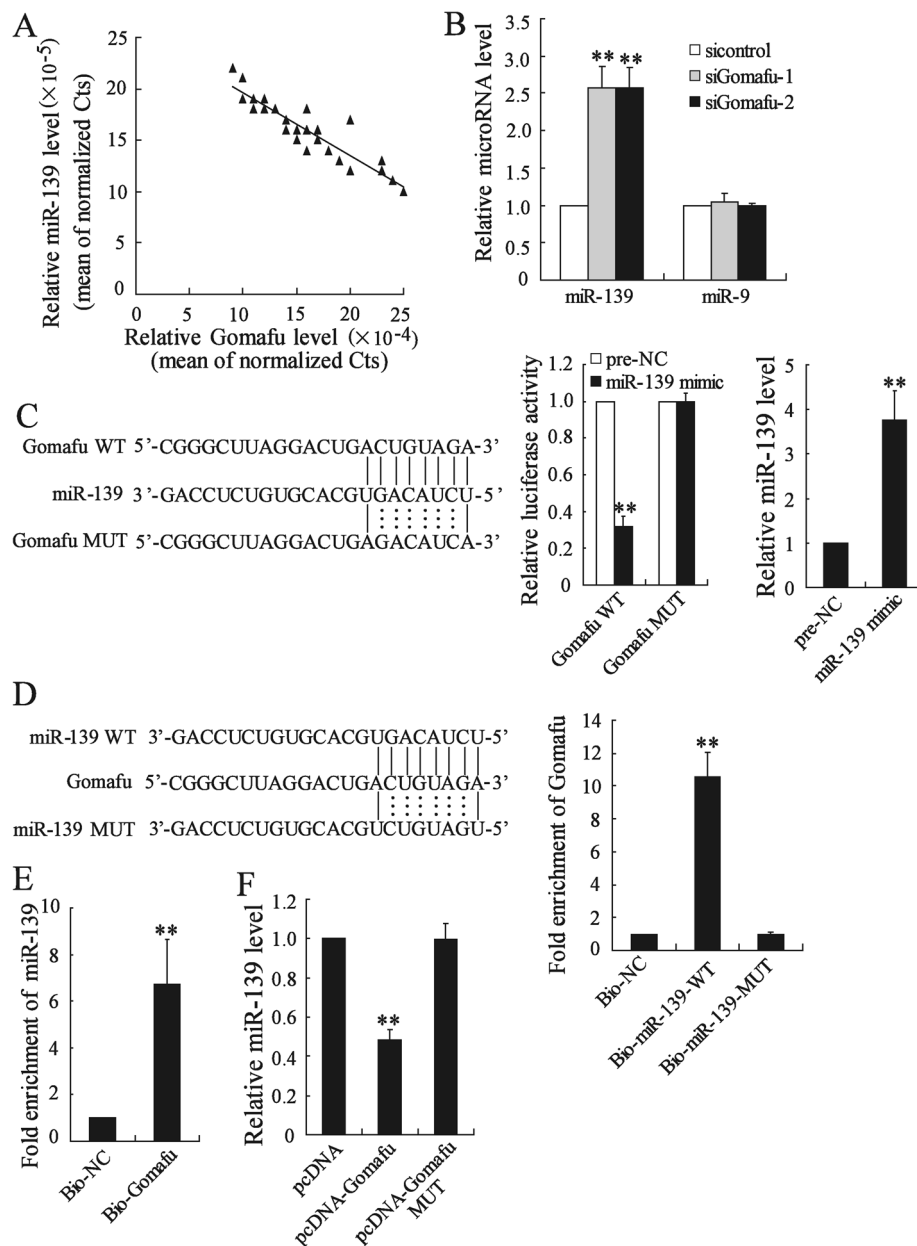 A
Relative miR-139 level (×10-5)
(mean of normalized Cts)
25
20
15
10
5
0
0 5 10 15 20 25
Relative Gomafu level (×10-4)
(mean of normalized Cts)
B
Relative microRNA level
3.5
3.0
2.5
2.0
1.5
1.0
0.5
0
** **
sicontrol
siGomafu-1
siGomafu-2
miR-139 miR-9
C
Gomafu WT 5’-CGGGCUUAGGACUGACUGUAGA-3’
miR-139 3’-GACCUCUGUGCACGUGACAUCU-5’
Gomafu MUT 5’-CGGGCUUAGGACUGAGACAUCA-3’
Relative luciferase activity
1.2
1.0
0.8
0.6
0.4
0.2
0
pre-NC
miR-139 mimic
**
Gomafu WT
Gomafu MUT
Relative miR-139 level
5
4
3
2
1
0
**
pre-NC
miR-139 mimic
D
miR-139 WT 3’-GACCUCUGUGCACGUGACAUCU-5’
Gomafu 5’-CGGGCUUAGGACUGACUGUAGA-3’
miR-139 MUT 3’-GACCUCUGUGCACGUCUGUAGU-5’
Fold enrichment of Gomafu
14
12
10
8
6
4
2
0
**
Bio-NC
Bio-miR-139-WT
Bio-miR-139-MUT
E
Fold enrichment of miR-139
10
8
6
4
2
0
**
Bio-NC
Bio-Gomafu
F
Relative miR-139 level
1.2
1.0
0.8
0.6
0.4
0.2
0
**
pcDNA
pcDNA-Gomafu
pcDNA-Gomafu
MUT